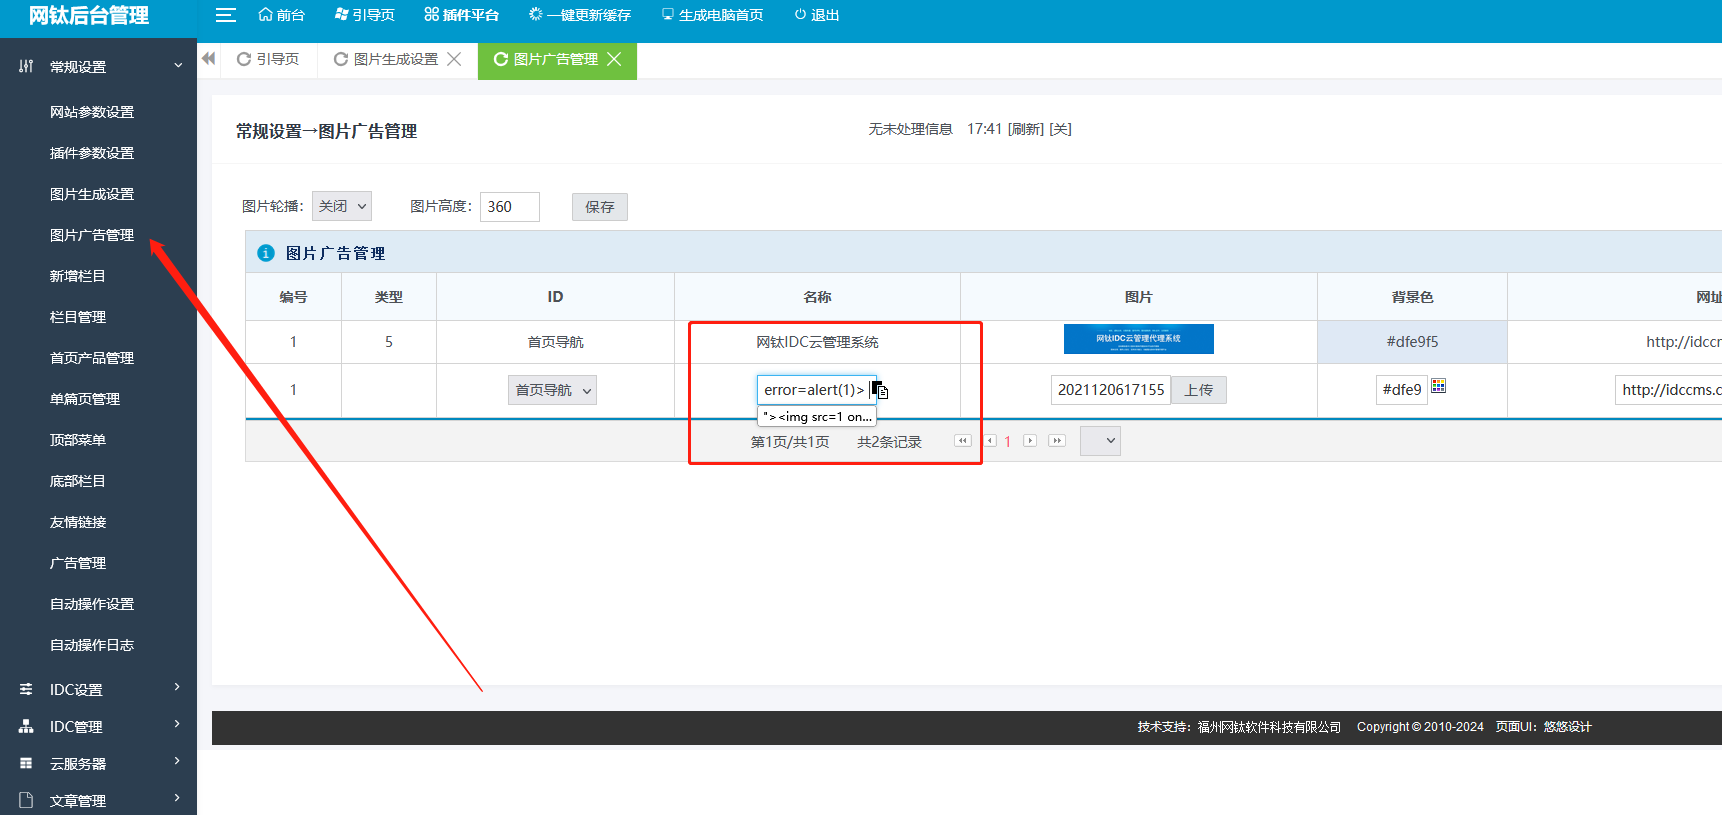 网钛后台管理
前台 引导页 插件平台 一键更新缓存 生成电脑首页 退出
引导页 图片生成设置 图片广告管理
常规设置
网站参数设置
插件参数设置
图片生成设置
图片广告管理
新增栏目
栏目管理
首页产品管理
单篇页管理
顶部菜单
底部栏目
友情链接
广告管理
自动操作设置
自动操作日志
IDC设置
IDC管理
云服务器
文章管理
常规设置→图片广告管理
无未处理信息 17:41 [刷新] [关]
图片轮播： 关闭 图片高度： 360 保存
图片广告管理
编号 类型 ID 名称 图片 背景色 网址
1 5 首页导航 网钛IDC云管理系统 网钛IDC云管理代理系统 #dfe9f5 http://idccr
1 首页导航 error=alert(1)> 2021120617155 上传 #dfe9 http://idccms.c
"><img src=1 on...
第1页/共1页 共2条记录 1
技术支持：福州网钛软件科技有限公司 Copyright © 2010-2024 页面UI：悠悠设计